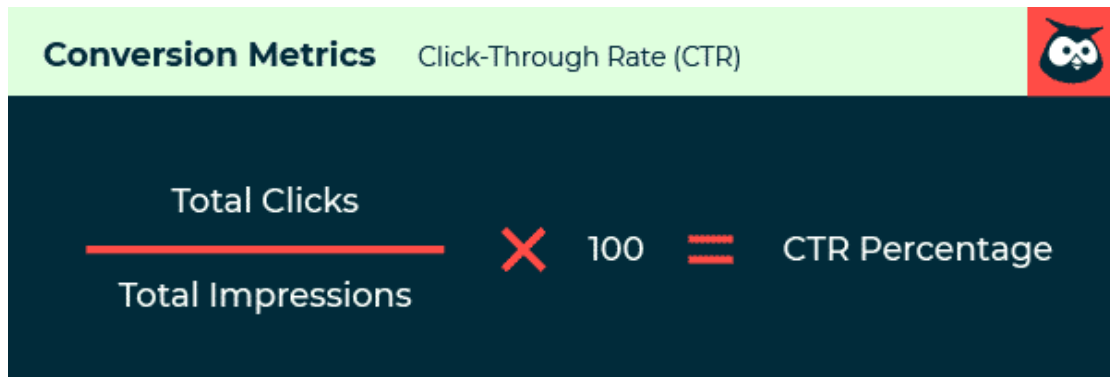 Conversion Metrics Click-Through Rate (CTR)
Total Clicks
Total Impressions
× 100 = CTR Percentage